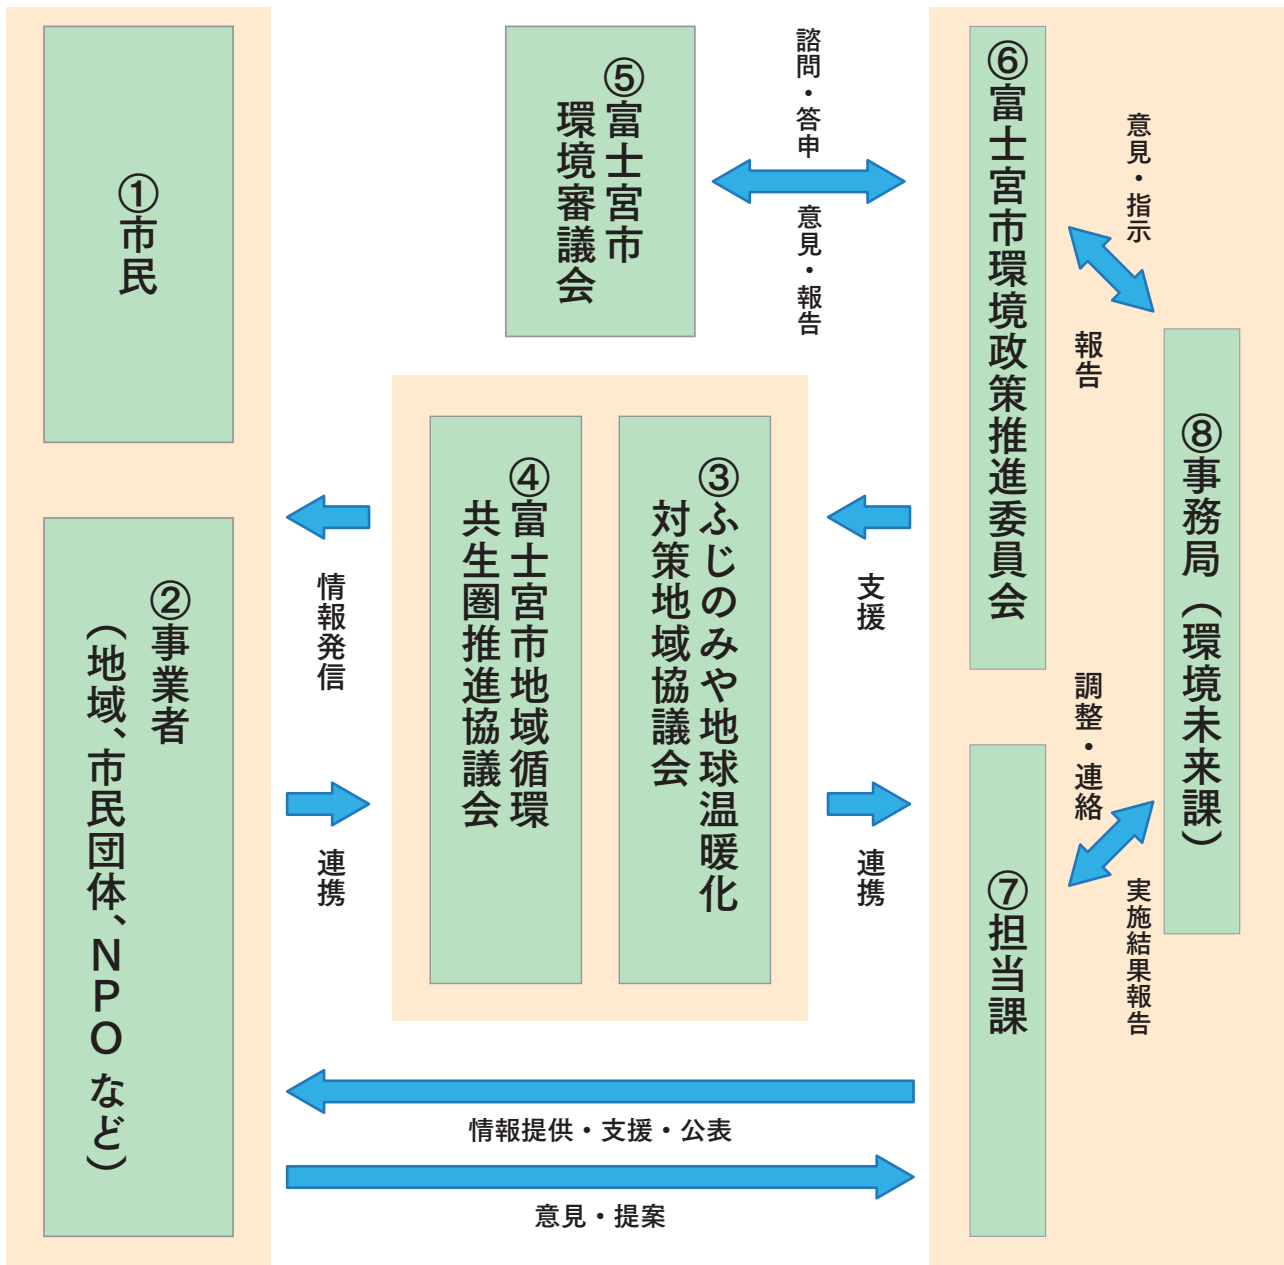 ①市民
②事業者
（地域、市民団体、NPOなど）
⑤富士宮市
環境審議会
諮問・答申
意見・報告
③ふじのみや地球温暖化
対策地域協議会
④富士宮市地域循環
共生圏推進協議会
情報発信
連携
支援
連携
⑥富士宮市環境政策推進委員会
⑦担当課
⑧事務局（環境未来課）
意見・指示
報告
調整・連絡
実施結果報告
情報提供・支援・公表
意見・提案